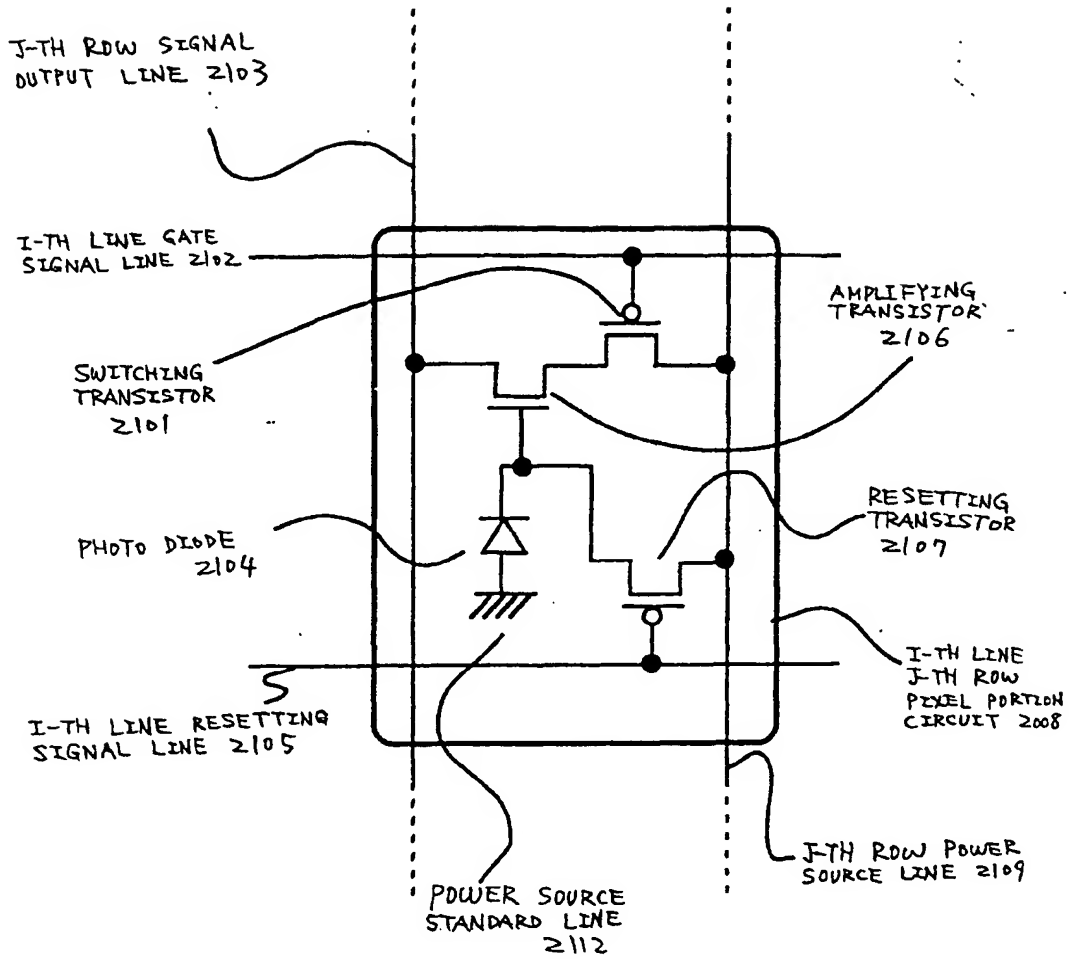 J-TH ROW SIGNAL
OUTPUT LINE 2103
I-TH LINE GATE
SIGNAL LINE 2102
AMPLIFYING
TRANSISTOR
2106
SWITCHING
TRANSISTOR
2101
RESETTING
TRANSISTOR
2107
PHOTO DIODE
2104
I-TH LINE
J-TH ROW
PIXEL PORTION
CIRCUIT 2008
I-TH LINE RESETTING
SIGNAL LINE 2105
J-TH ROW POWER
SOURCE LINE 2109
POWER SOURCE
STANDARD LINE
2112